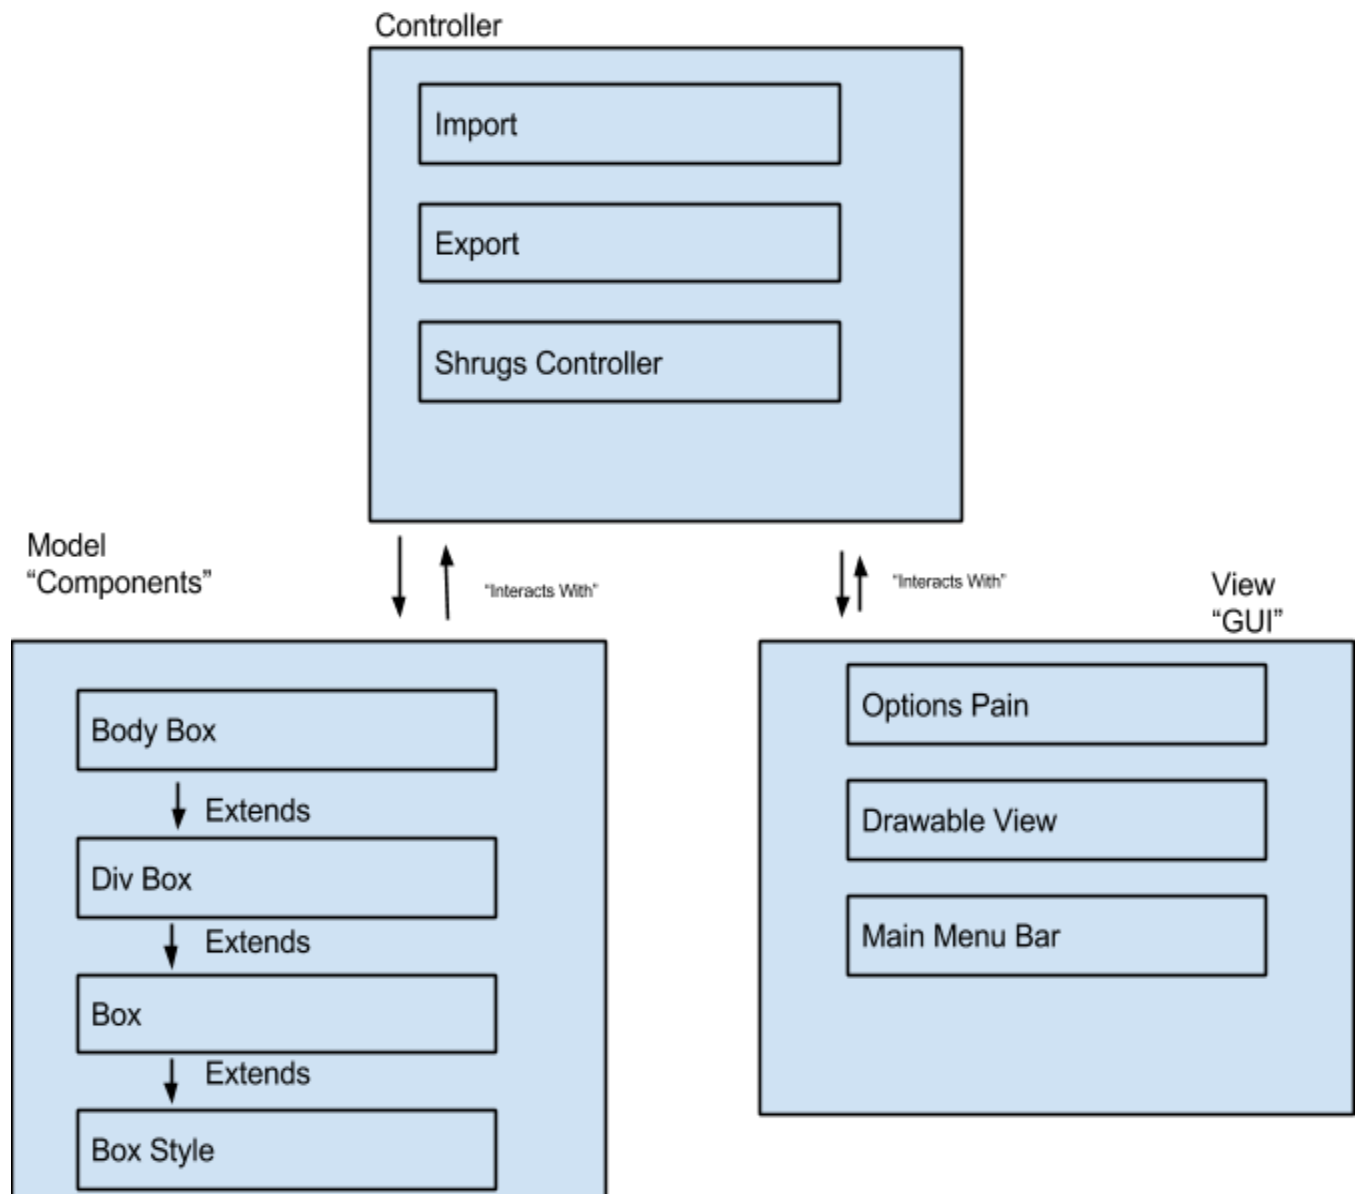 Controller
Import
Export
Shrugs Controller
Model
“Components”
“Interacts With”
“Interacts With”
View
“GUI”
Body Box
Extends
Div Box
Extends
Box
Extends
Box Style
Options Pain
Drawable View
Main Menu Bar